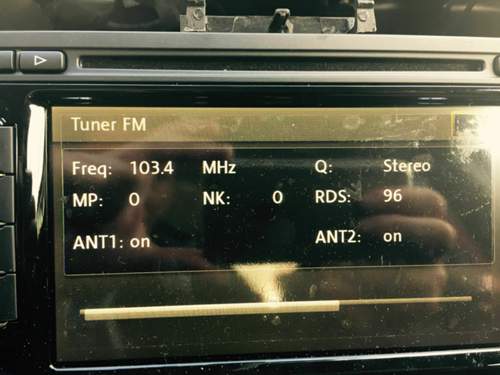 Tuner FM
Freq: 103.4 MHz Q: Stereo
MP: 0 NK: 0 RDS: 96
ANT1: on ANT2: on